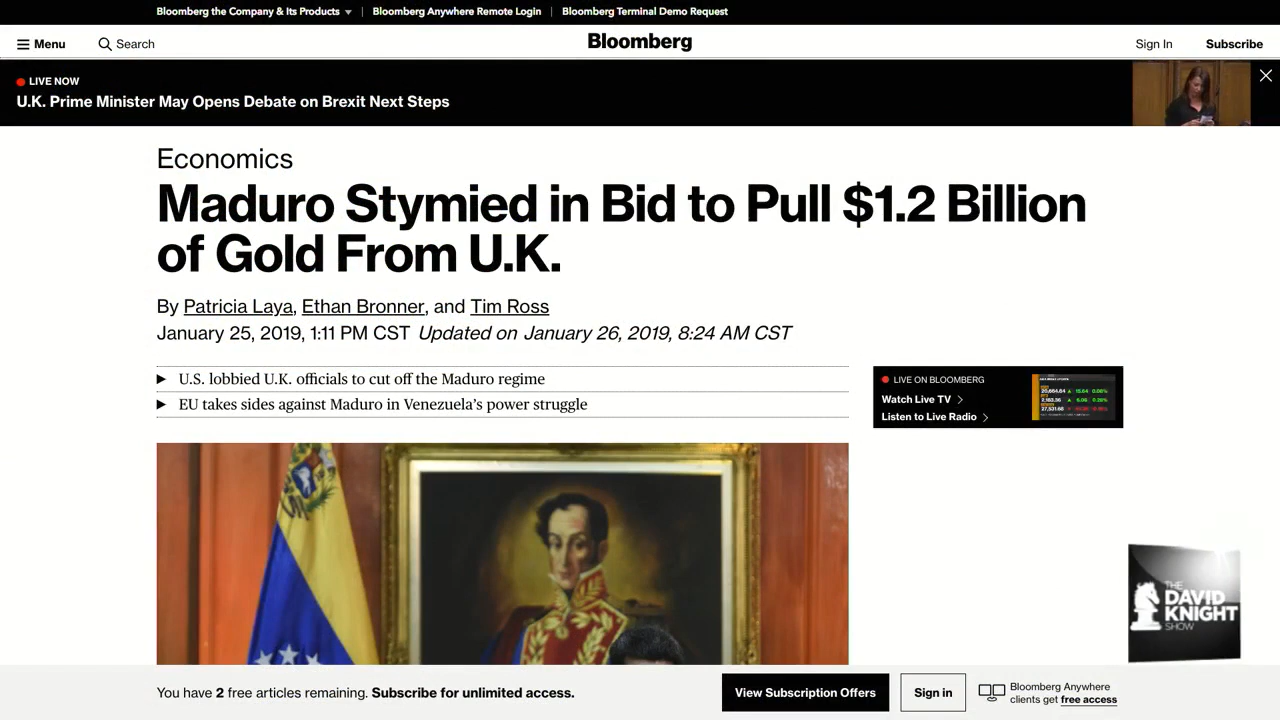 Bloomberg the Company & Its Products ▼ | Bloomberg Anywhere Remote Login | Bloomberg Terminal Demo Request
Menu Search Bloomberg Sign In Subscribe
LIVE NOW
U.K. Prime Minister May Opens Debate on Brexit Next Steps
Economics
Maduro Stymied in Bid to Pull $1.2 Billion
of Gold From U.K.
By Patricia Laya, Ethan Bronner, and Tim Ross
January 25, 2019, 1:11 PM CST Updated on January 26, 2019, 8:24 AM CST
▶ U.S. lobbied U.K. officials to cut off the Maduro regime
▶ EU takes sides against Maduro in Venezuela's power struggle
LIVE ON BLOOMBERG
Watch Live TV >
Listen to Live Radio >
THE
DAVID
KNIGHT
SHOW
You have 2 free articles remaining. Subscribe for unlimited access.
View Subscription Offers
Sign in
Bloomberg Anywhere
clients get free access